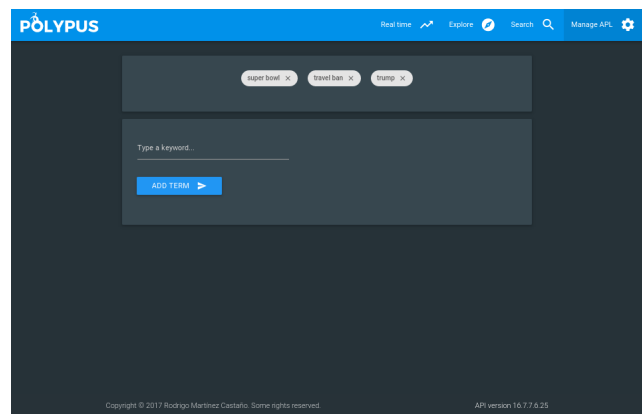 POLYPUS
Real time Explore Search Manage APL
super bowl travel ban trump
Type a keyword...
ADD TERM
Copyright © 2017 Rodrigo Martínez Castaño. Some rights reserved. API version 16.7.7.6.25